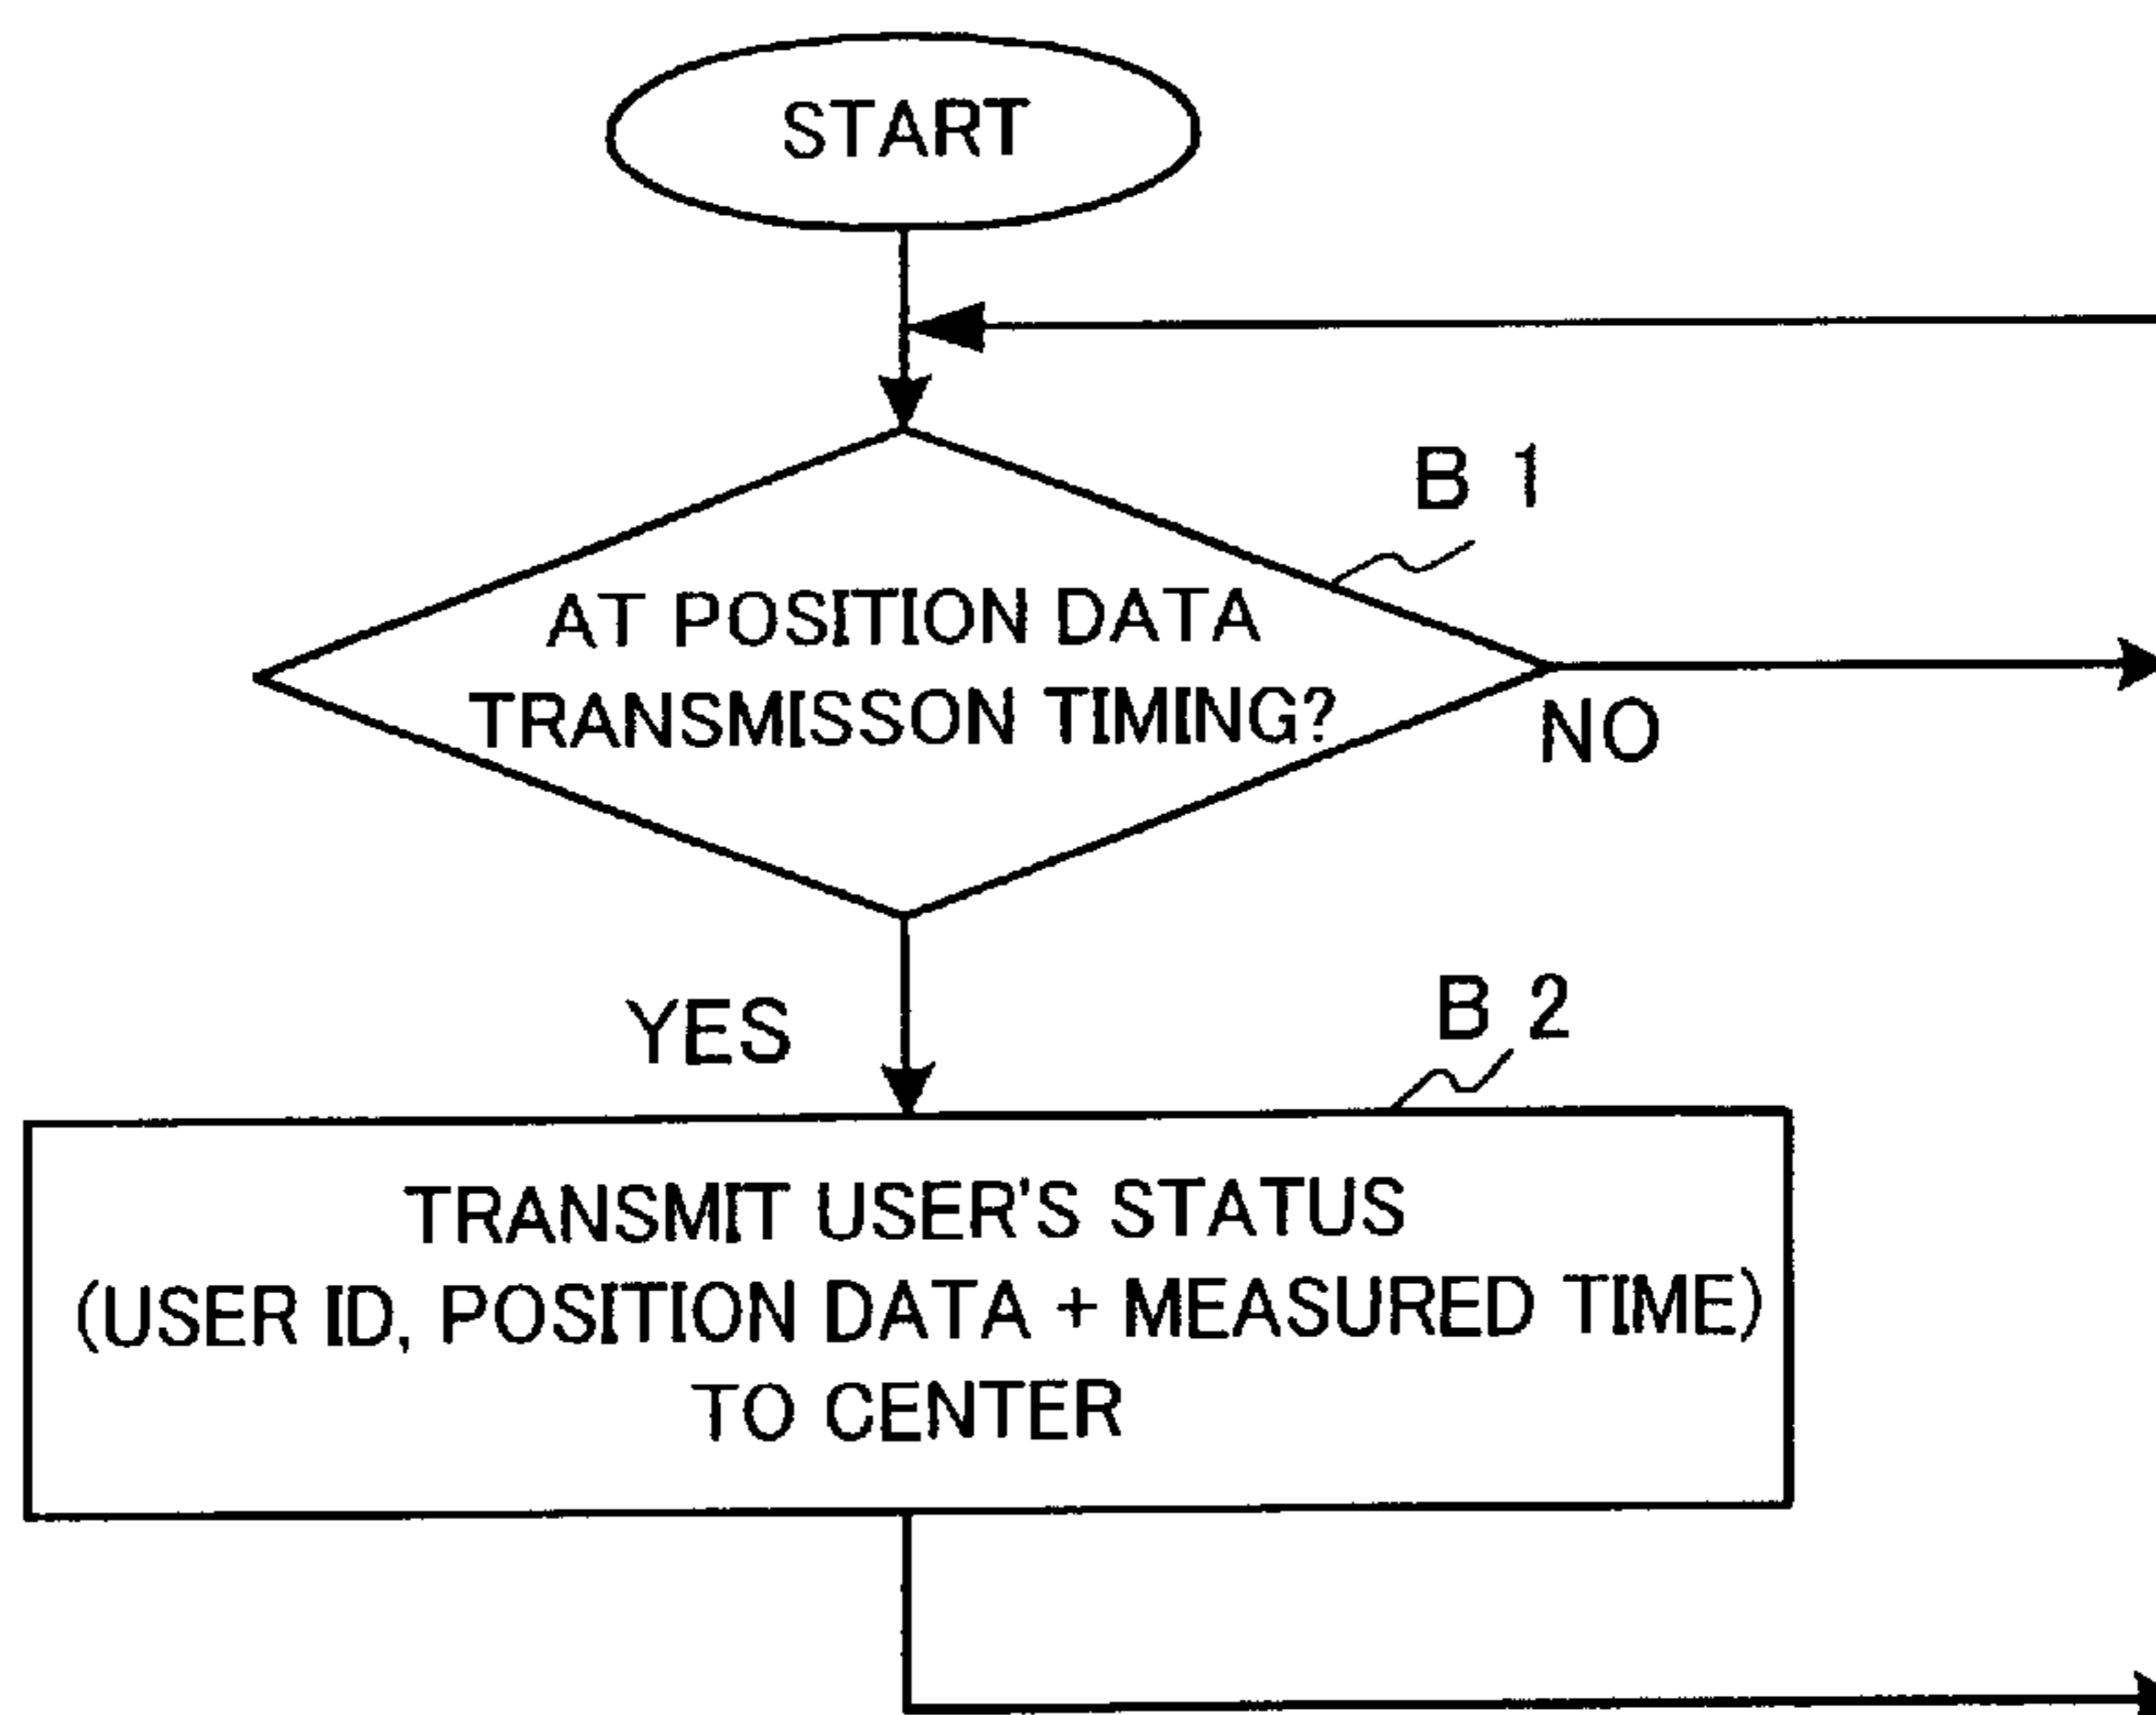 START
B 1
AT POSITION DATA
TRANSMISSON TIMING?
NO
YES
B 2
TRANSMIT USER'S STATUS
(USER ID, POSITION DATA + MEASURED TIME)
TO CENTER